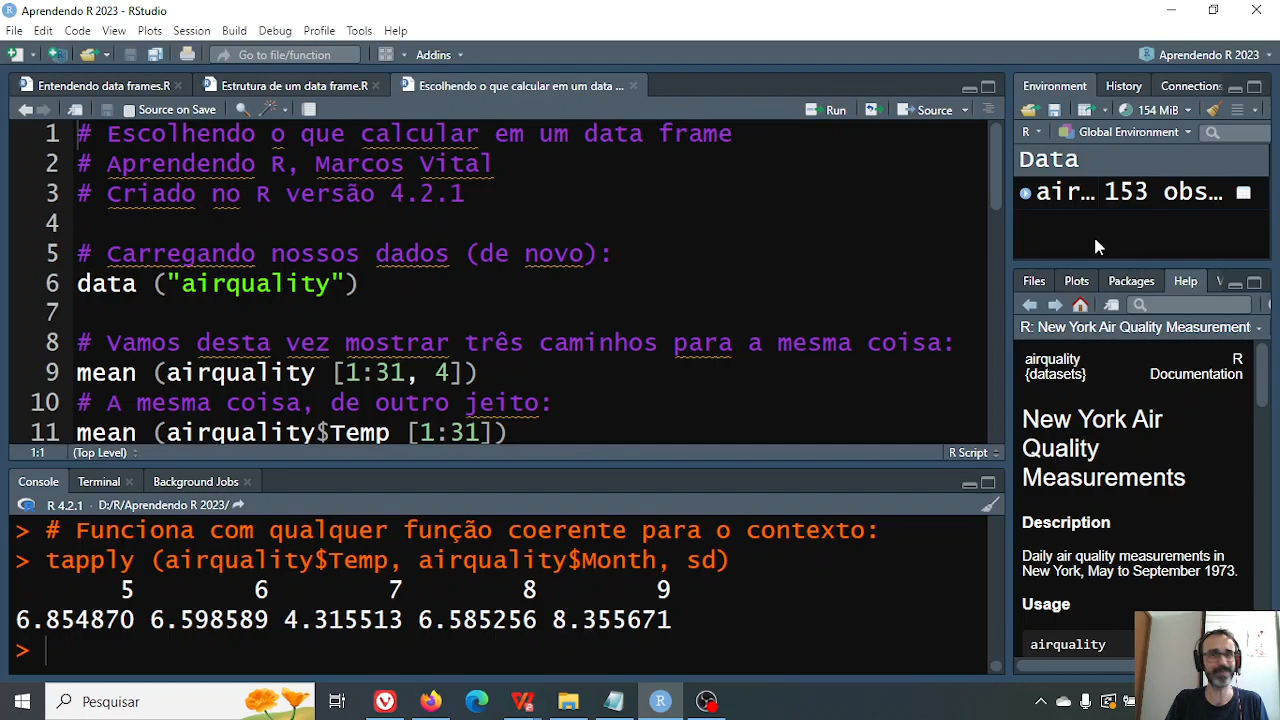 Aprendendo R 2023 - RStudio
File Edit Code View Plots Session Build Debug Profile Tools Help
Go to file/function Addins Aprendendo R 2023
Entendendo data frames.R Estrutura de um data frame.R Escolhendo o que calcular em um data ...
Source on Save Run Source
1 # Escolhendo o que calcular em um data frame
2 # Aprendendo R, Marcos Vital
3 # Criado no R versão 4.2.1
4
5 # Carregando nossos dados (de novo):
6 data ("airquality")
7
8 # Vamos desta vez mostrar três caminhos para a mesma coisa:
9 mean (airquality [1:31, 4])
10 # A mesma coisa, de outro jeito:
11 mean (airquality$Temp [1:31])
1:1 (Top Level) R Script
Console Terminal Background Jobs
R 4.2.1 · D:/R/Aprendendo R 2023/
> # Funciona com qualquer função coerente para o contexto:
> tapply (airquality$Temp, airquality$Month, sd)
5 6 7 8 9
6.854870 6.598589 4.315513 6.585256 8.355671
>
Environment History Connections
154 MiB
R Global Environment
Data
air... 153 obs...
Files Plots Packages Help V
R: New York Air Quality Measurement
airquality R
{datasets} Documentation
New York Air
Quality
Measurements
Description
Daily air quality measurements in
New York, May to September 1973.
Usage
airquality
Pesquisar